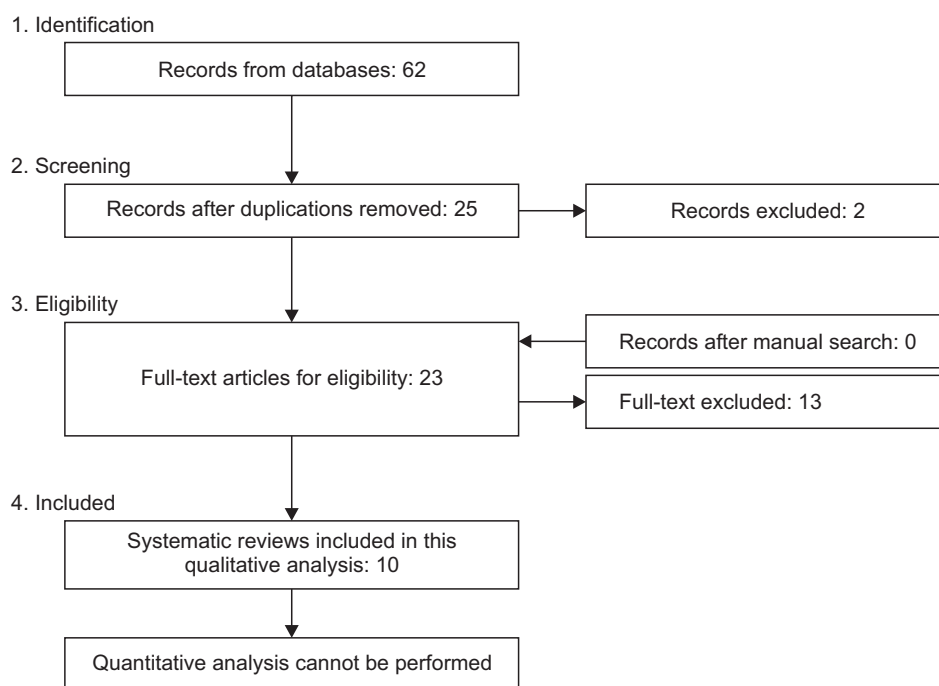 1. Identification
Records from databases: 62
2. Screening
Records after duplications removed: 25
Records excluded: 2
3. Eligibility
Records after manual search: 0
Full-text articles for eligibility: 23
Full-text excluded: 13
4. Included
Systematic reviews included in this
qualitative analysis: 10
Quantitative analysis cannot be performed